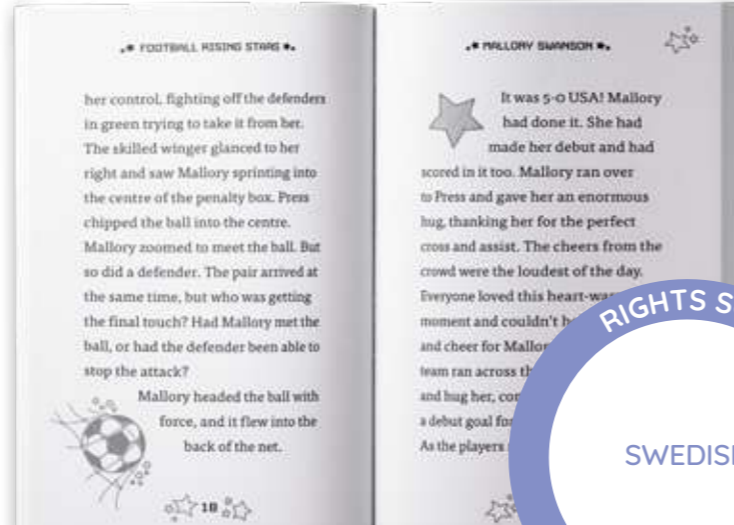 FOOTBALL RISING STARS
her control, fighting off the defenders
in green trying to take it from her.
The skilled winger glanced to her
right and saw Mallory sprinting into
the centre of the penalty box. Press
chipped the ball into the centre.
Mallory zoomed to meet the ball. But
so did a defender. The pair arrived at
the same time, but who was getting
the final touch? Had Mallory met the
ball, or had the defender been able to
stop the attack?
Mallory headed the ball with
force, and it flew into the
back of the net.
18
MALLORY SWANSON
It was 5-0 USA! Mallory
had done it. She had
made her debut and had
scored in it too. Mallory ran over
to Press and gave her an enormous
hug, thanking her for the perfect
cross and assist. The cheers from the
crowd were the loudest of the day.
Everyone loved this
moment and couldn't
and cheer for
team ran across
and hug her,
a debut goal
As the players
RIGHTS